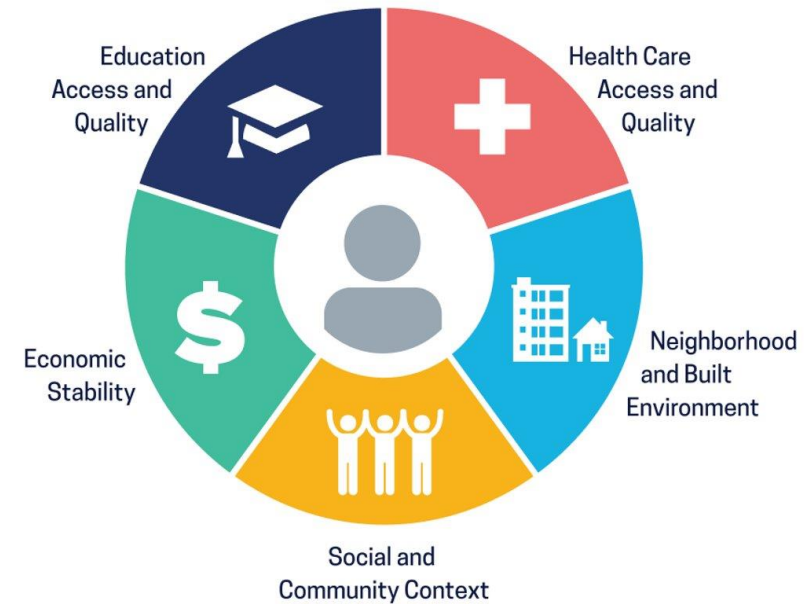 Education
Access and
Quality
Health Care
Access and
Quality
Economic
Stability
Neighborhood
and Built
Environment
Social and
Community Context